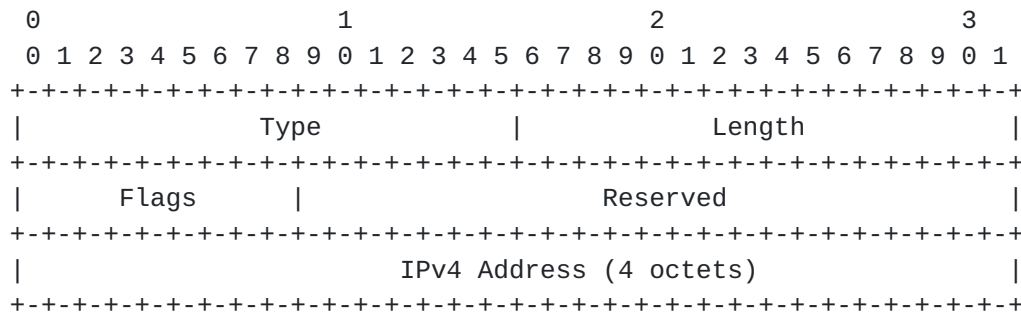 0                   1                   2                   3
 0 1 2 3 4 5 6 7 8 9 0 1 2 3 4 5 6 7 8 9 0 1 2 3 4 5 6 7 8 9 0 1
+-+-+-+-+-+-+-+-+-+-+-+-+-+-+-+-+-+-+-+-+-+-+-+-+-+-+-+-+-+-+-+-+
|               Type            |            Length             |
+-+-+-+-+-+-+-+-+-+-+-+-+-+-+-+-+-+-+-+-+-+-+-+-+-+-+-+-+-+-+-+-+
|      Flags      |                   Reserved                  |
+-+-+-+-+-+-+-+-+-+-+-+-+-+-+-+-+-+-+-+-+-+-+-+-+-+-+-+-+-+-+-+-+
|                        IPv4 Address (4 octets)                |
+-+-+-+-+-+-+-+-+-+-+-+-+-+-+-+-+-+-+-+-+-+-+-+-+-+-+-+-+-+-+-+-+